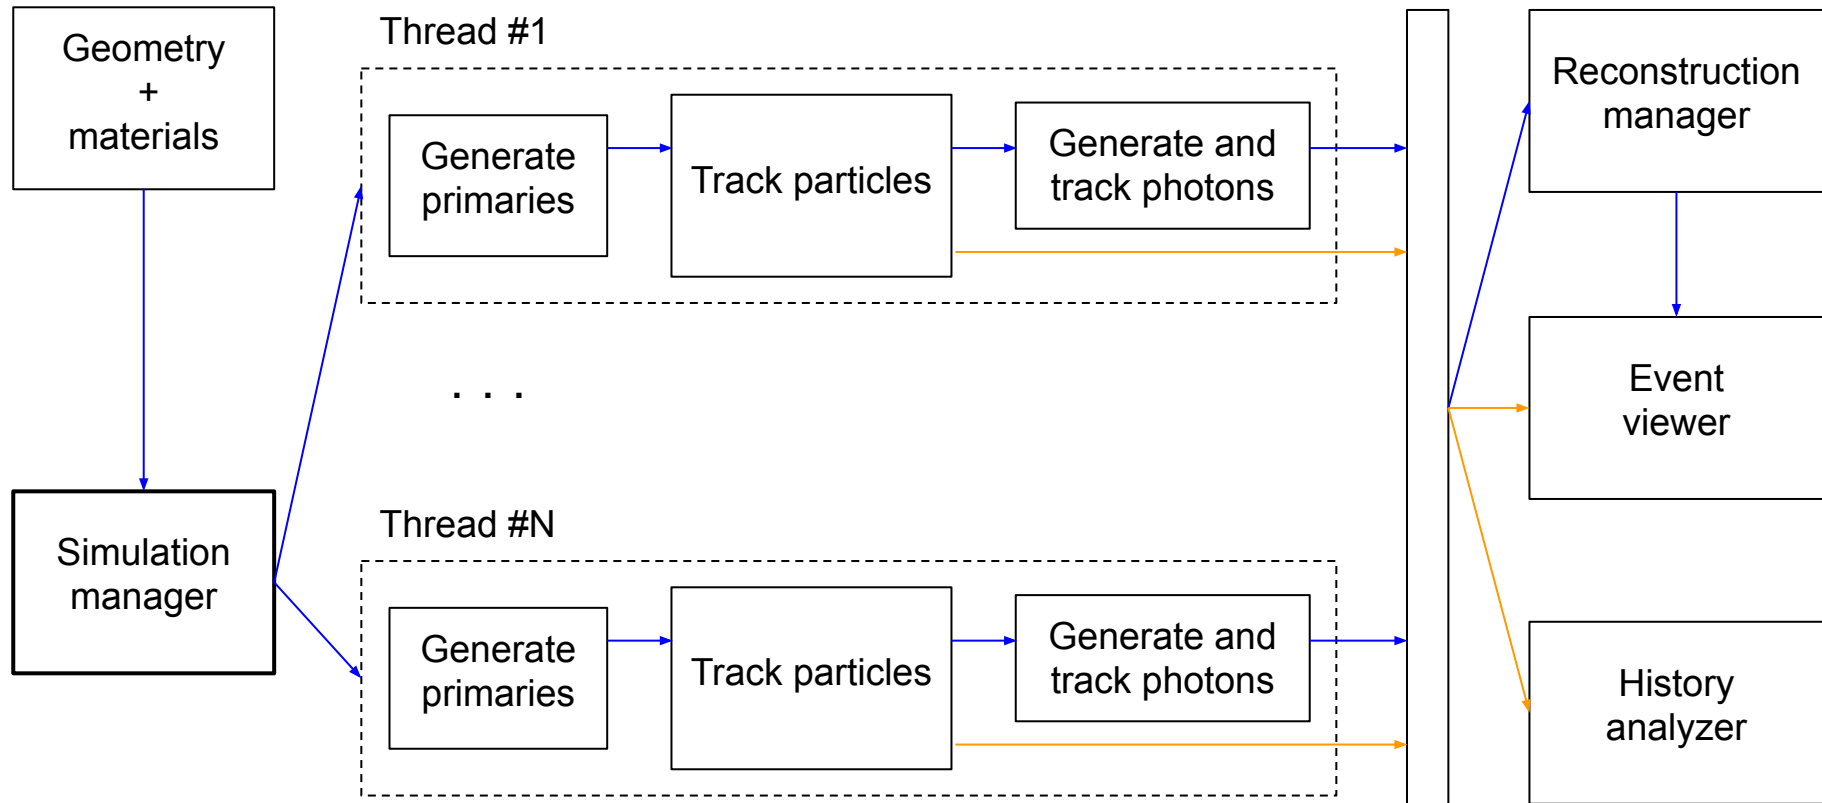 Geometry
+
materials
Simulation
manager
Thread #1
Generate
primaries
Track particles
Generate and
track photons
. . .
Thread #N
Generate
primaries
Track particles
Generate and
track photons
Reconstruction
manager
Event
viewer
History
analyzer